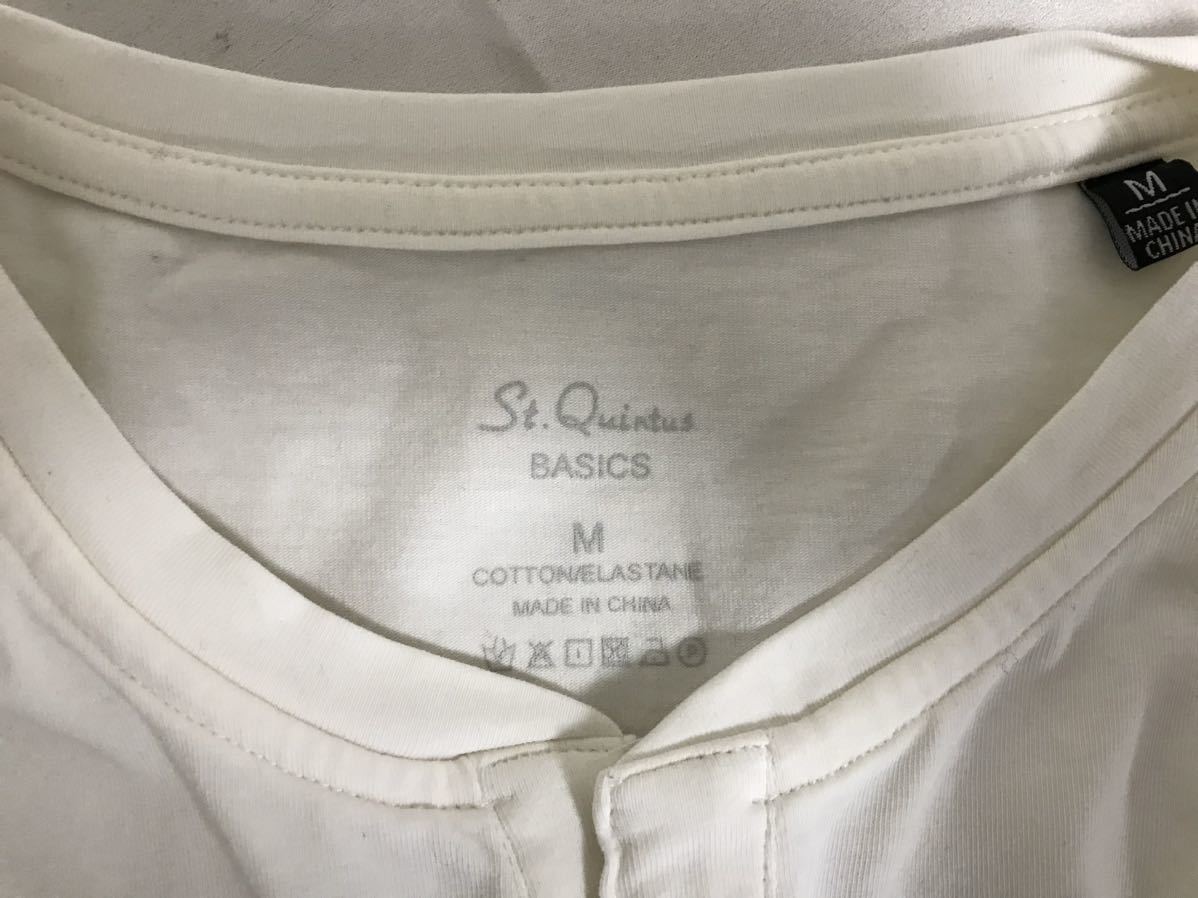 St. Quintus
BASICS
M
COTTON/ELASTANE
MADE IN CHINA
P
M
MADE IN
CHINA